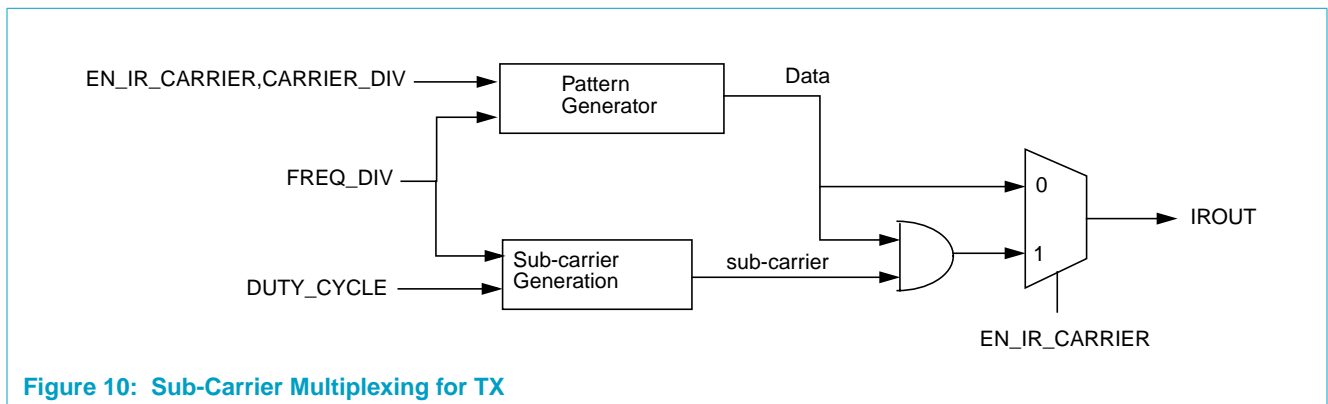 EN_IR_CARRIER,CARRIER_DIV
Pattern
Generator
Data
FREQ_DIV
0
IROUT
1
Sub-carrier
Generation
sub-carrier
DUTY_CYCLE
EN_IR_CARRIER
Figure 10: Sub-Carrier Multiplexing for TX